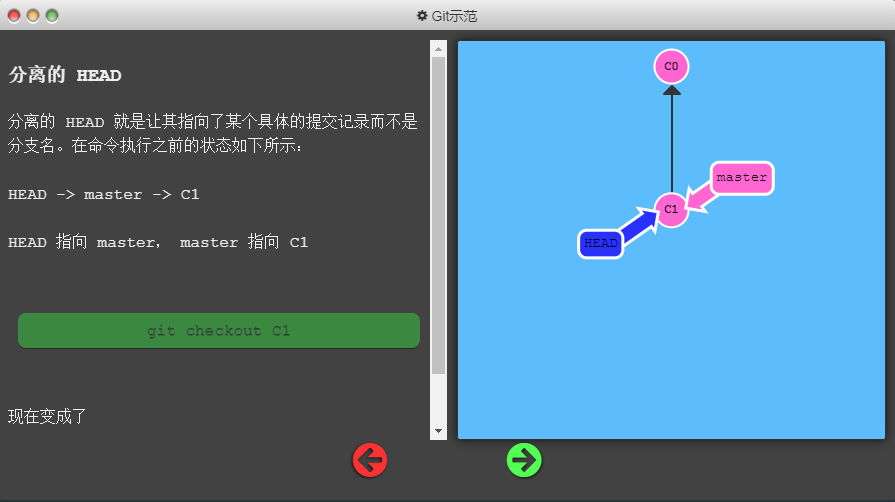 Git示范
分离的 HEAD
分离的 HEAD 就是让其指向了某个具体的提交记录而不是
分支名。在命令执行之前的状态如下所示：
HEAD -> master -> C1
HEAD 指向 master， master 指向 C1
git checkout C1
现在变成了
C0
master
C1
HEAD